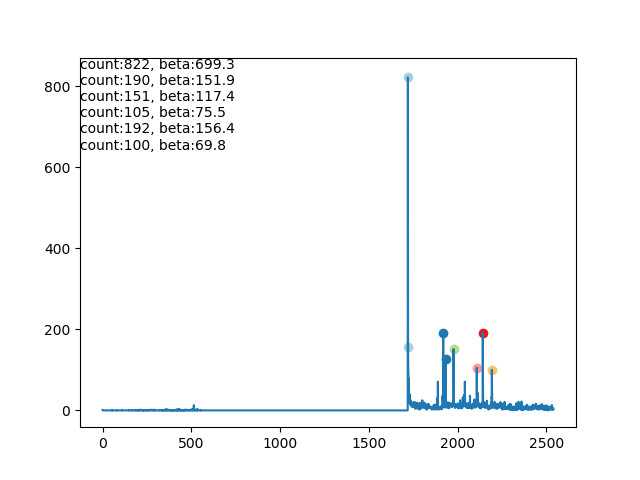 count:822, beta:699.3
count:190, beta:151.9
count:151, beta:117.4
count:105, beta:75.5
count:192, beta:156.4
count:100, beta:69.8
800
600
400
200
0
0 500 1000 1500 2000 2500